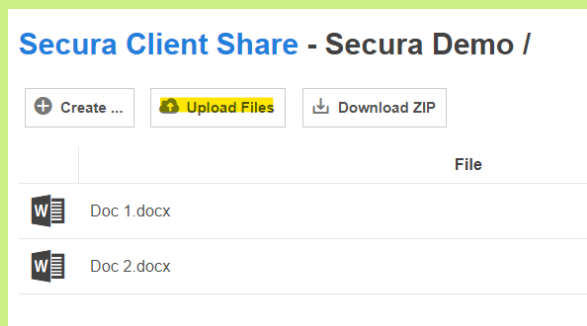 Secura Client Share - Secura Demo /
Create ... Upload Files Download ZIP
File
Doc 1.docx
Doc 2.docx